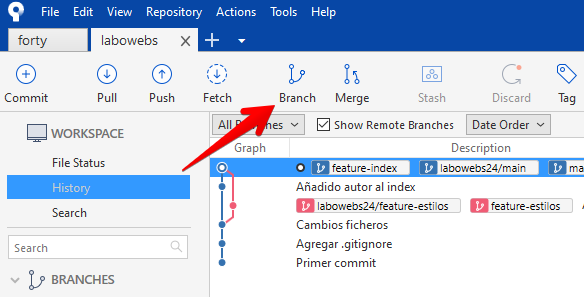 File Edit View Repository Actions Tools Help
forty labowebs
Commit Pull Push Fetch Branch Merge Stash Discard Tag
WORKSPACE
File Status
History
Search
Search
BRANCHES
All Show Remote Branches Date Order
Graph Description
feature-index labowebs24/main
Añadido autor al index
labowebs24/feature-estilos feature-estilos
Cambios ficheros
Agregar .gitignore
Primer commit